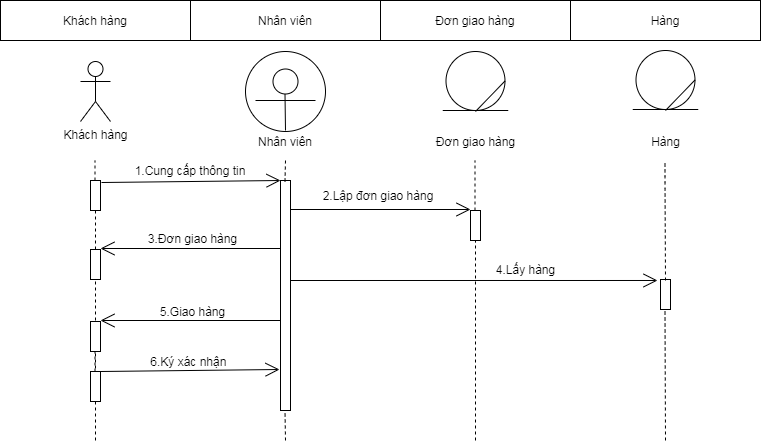 Khách hàng
Nhân viên
Đơn giao hàng
Hàng
Khách hàng
Nhân viên
Đơn giao hàng
Hàng
1.Cung cấp thông tin
2.Lập đơn giao hàng
3.Đơn giao hàng
4.Lấy hàng
5.Giao hàng
6.Ký xác nhận